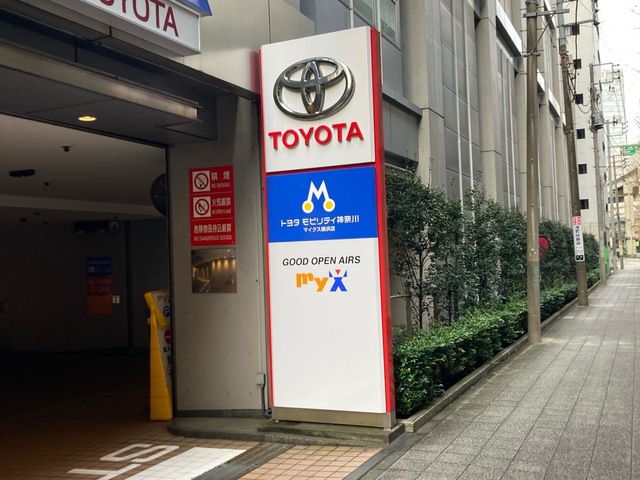 TOYOTA
TOYOTA
トヨタ モビリティ神奈川
マイクス横浜店
GOOD OPEN AIRS
myX
禁煙
NO SMOKING
火気厳禁
NO OPEN FLAME
危険物品持込厳禁
NO DANGEROUS GOODS